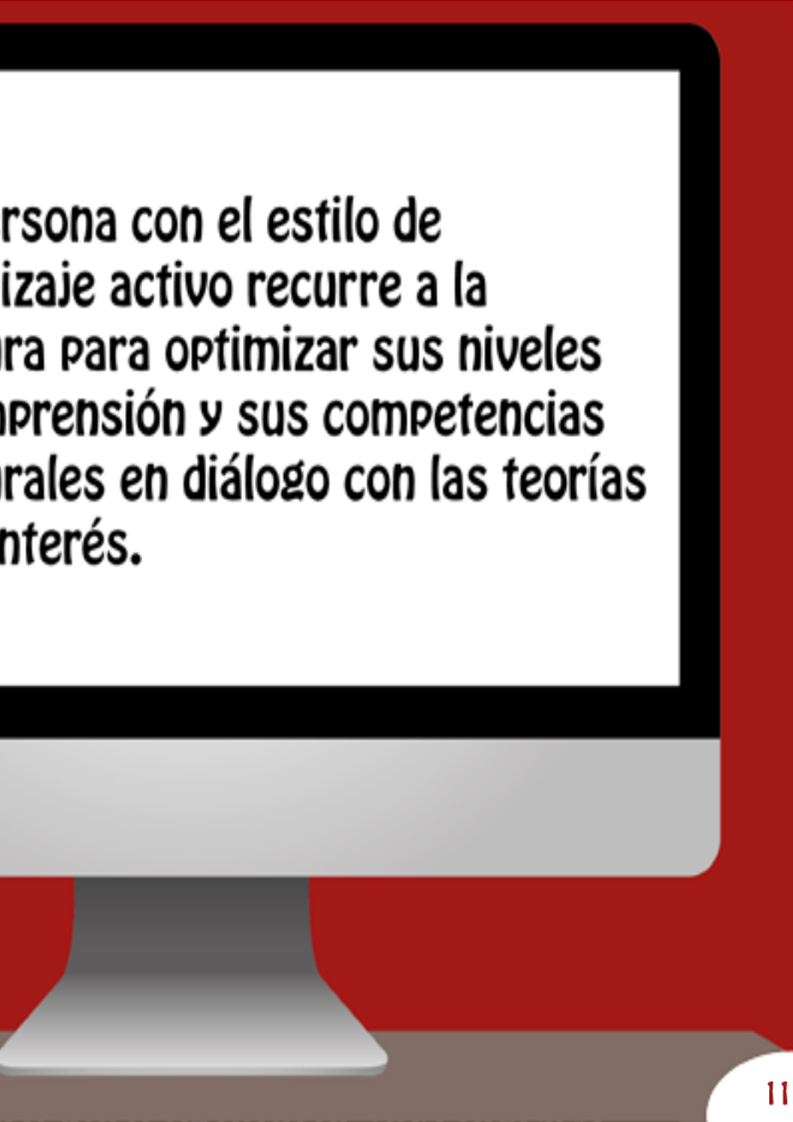 rsona con el estilo de
izaje activo recurre a la
ra para optimizar sus niveles
prensión y sus competencias
rales en diálogo con las teorías
nterés.
11